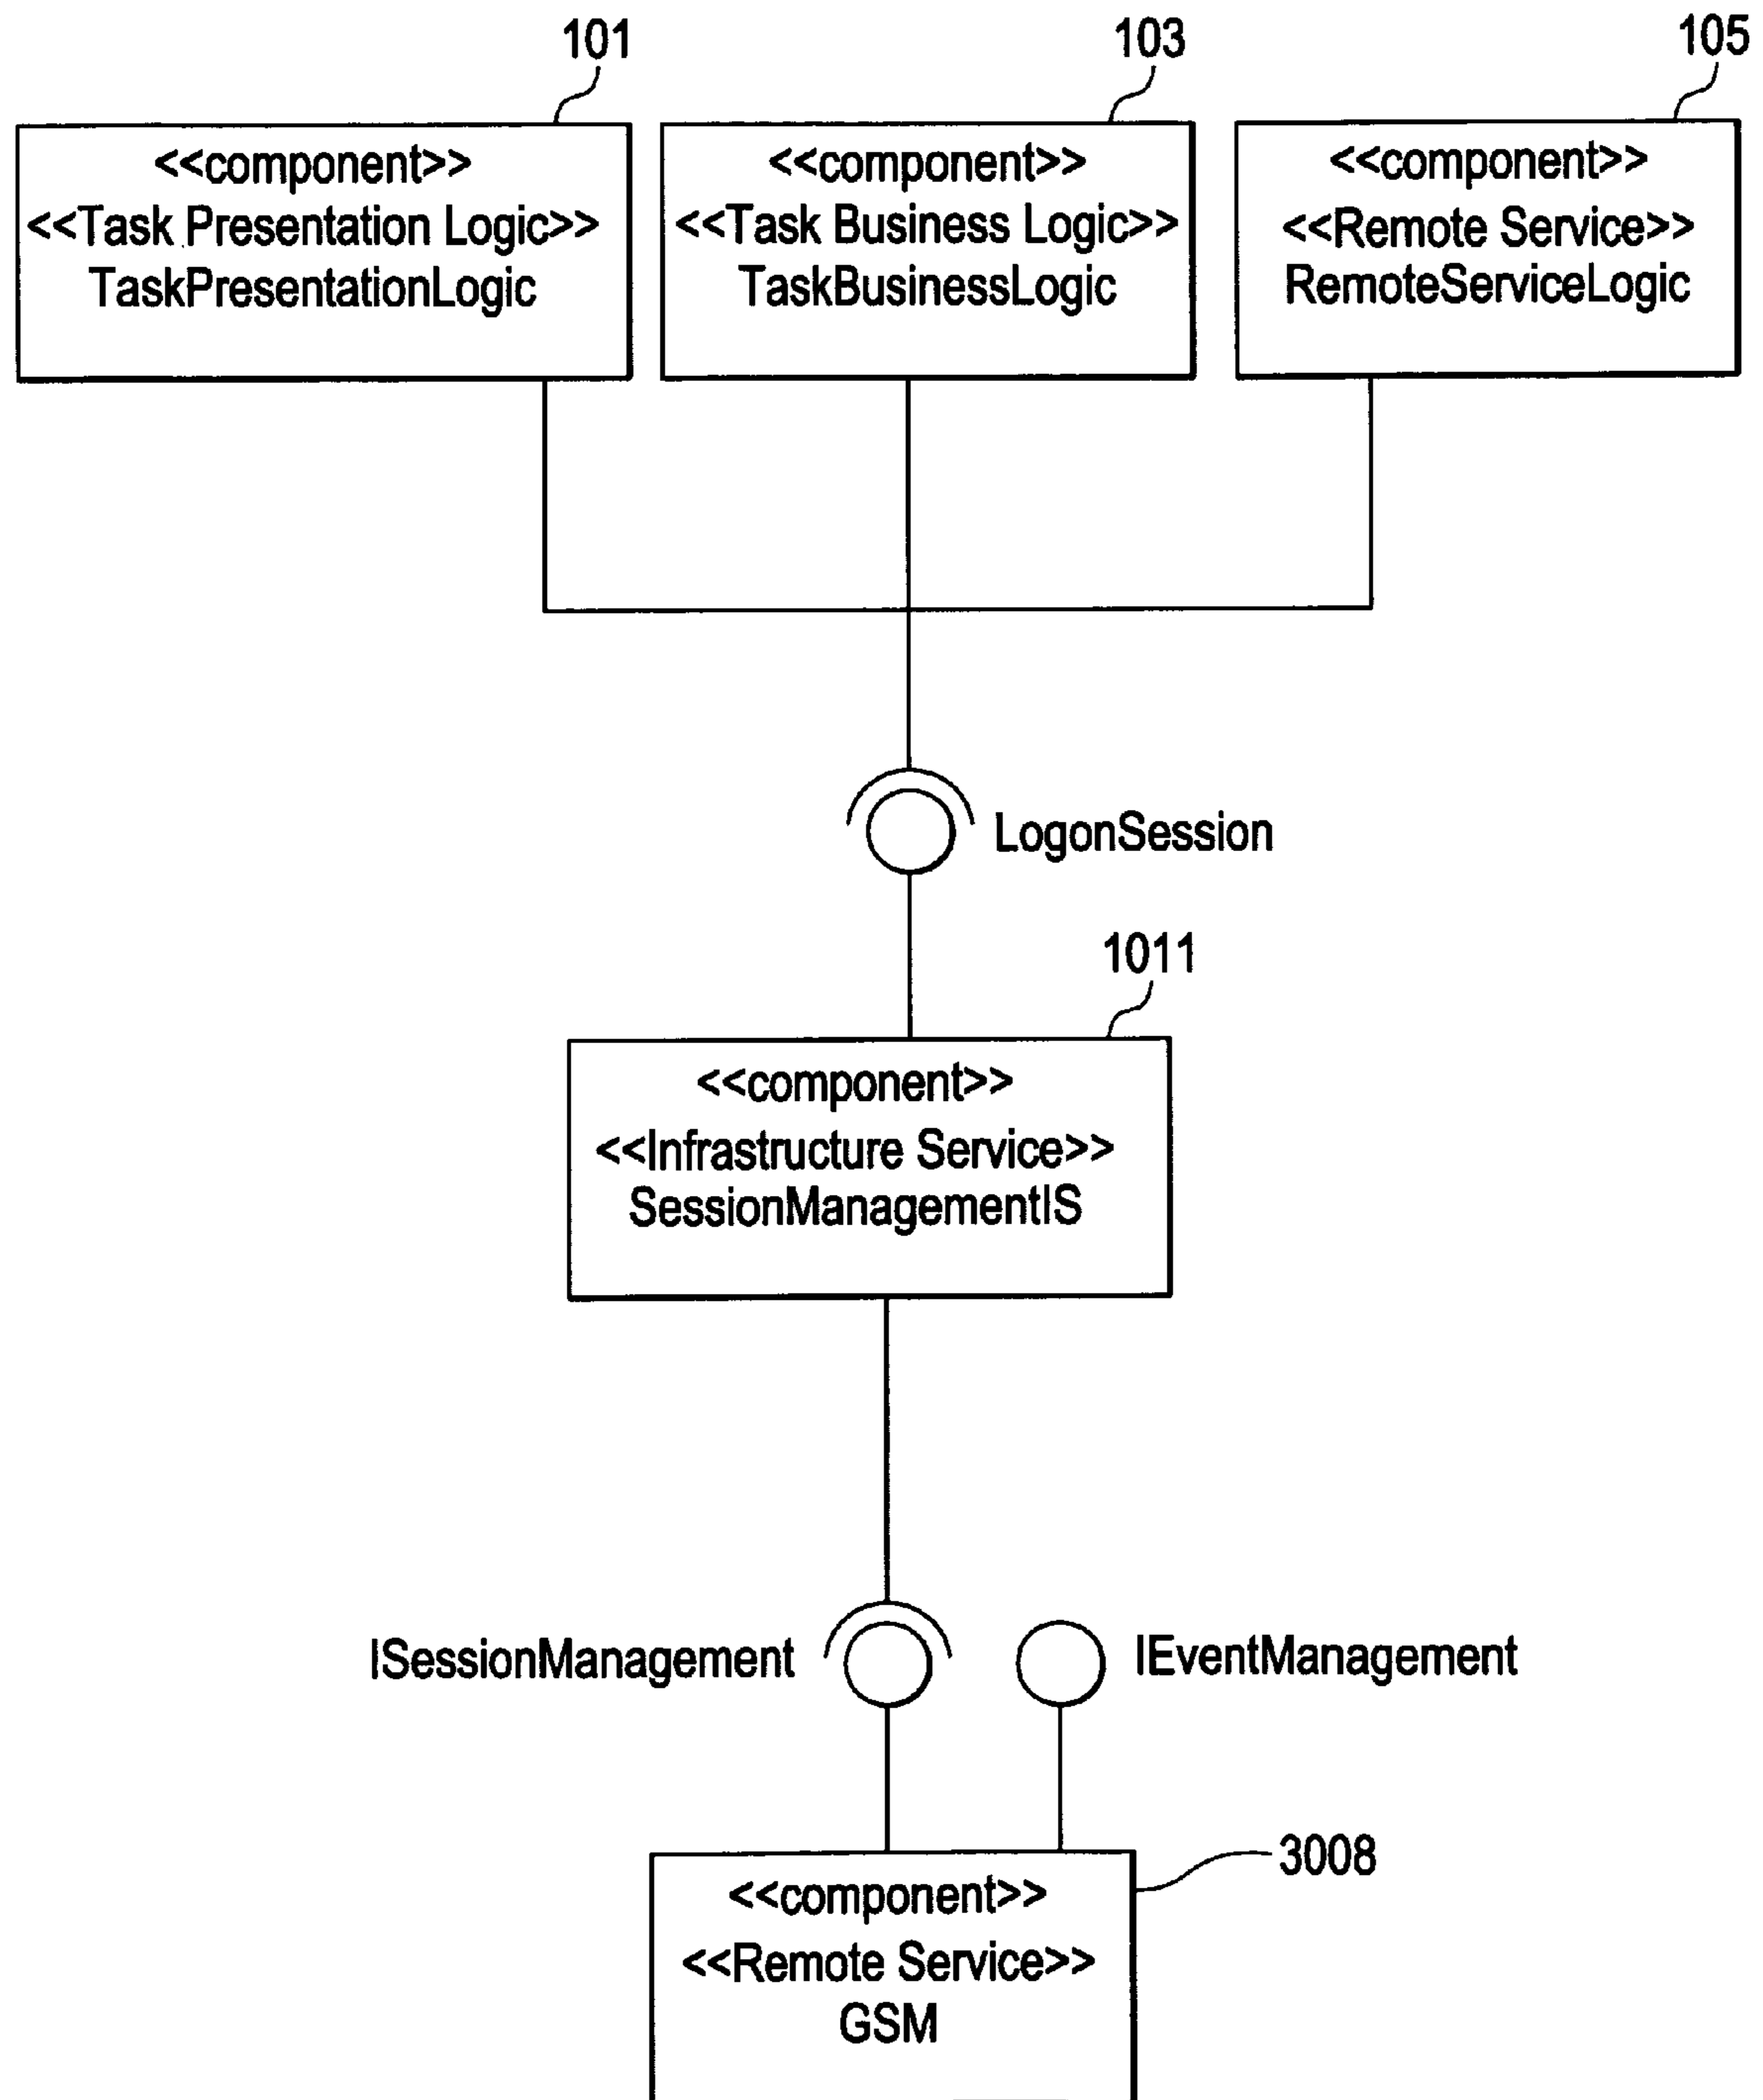 101
103
105
<<component>>
<<Task Presentation Logic>>
TaskPresentationLogic
<<component>>
<<Task Business Logic>>
TaskBusinessLogic
<<component>>
<<Remote Service>>
RemoteServiceLogic
LogonSession
1011
<<component>>
<<Infrastructure Service>>
SessionManagementIS
ISessionManagement
IEventManagement
3008
<<component>>
<<Remote Service>>
GSM